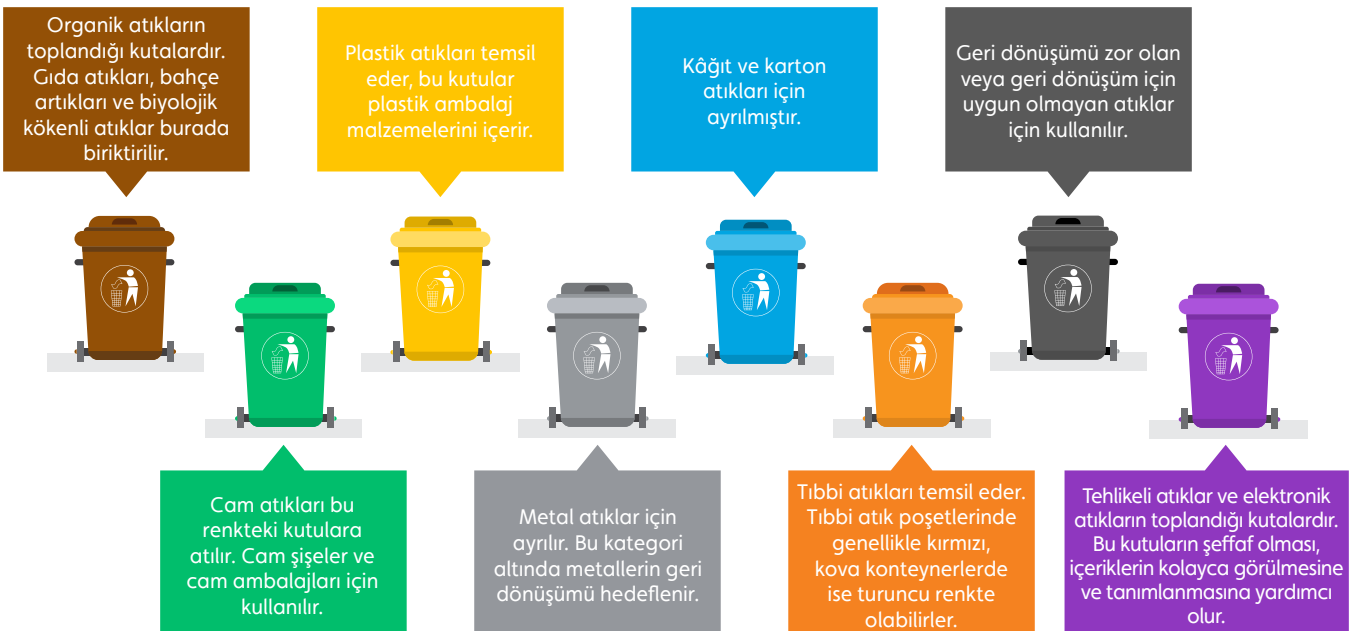 Organik atıkların
toplandığı kutalardır.
Gıda atıkları, bahçe
artıkları ve biyolojik
kökenli atıklar burada
biriktirilir.
Plastik atıkları temsil
eder, bu kutular
plastik ambalaj
malzemelerini içerir.
Kâğıt ve karton
atıkları için
ayrılmıştır.
Geri dönüşümü zor olan
veya geri dönüşüm için
uygun olmayan atıklar
için kullanılır.
Cam atıkları bu
renkteki kutulara
atılır. Cam şişeler ve
cam ambalajları için
kullanılır.
Metal atıklar için
ayrılır. Bu kategori
altında metallerin geri
dönüşümü hedeflenir.
Tıbbi atıkları temsil eder.
Tıbbi atık poşetlerinde
genellikle kırmızı,
kova konteynerlerde
ise turuncu renkte
olabilirler.
Tehlikeli atıklar ve elektronik
atıkların toplandığı kutalardır.
Bu kutuların şeffaf olması,
içeriklerin kolayca görülmesine
ve tanımlanmasına yardımcı
olur.